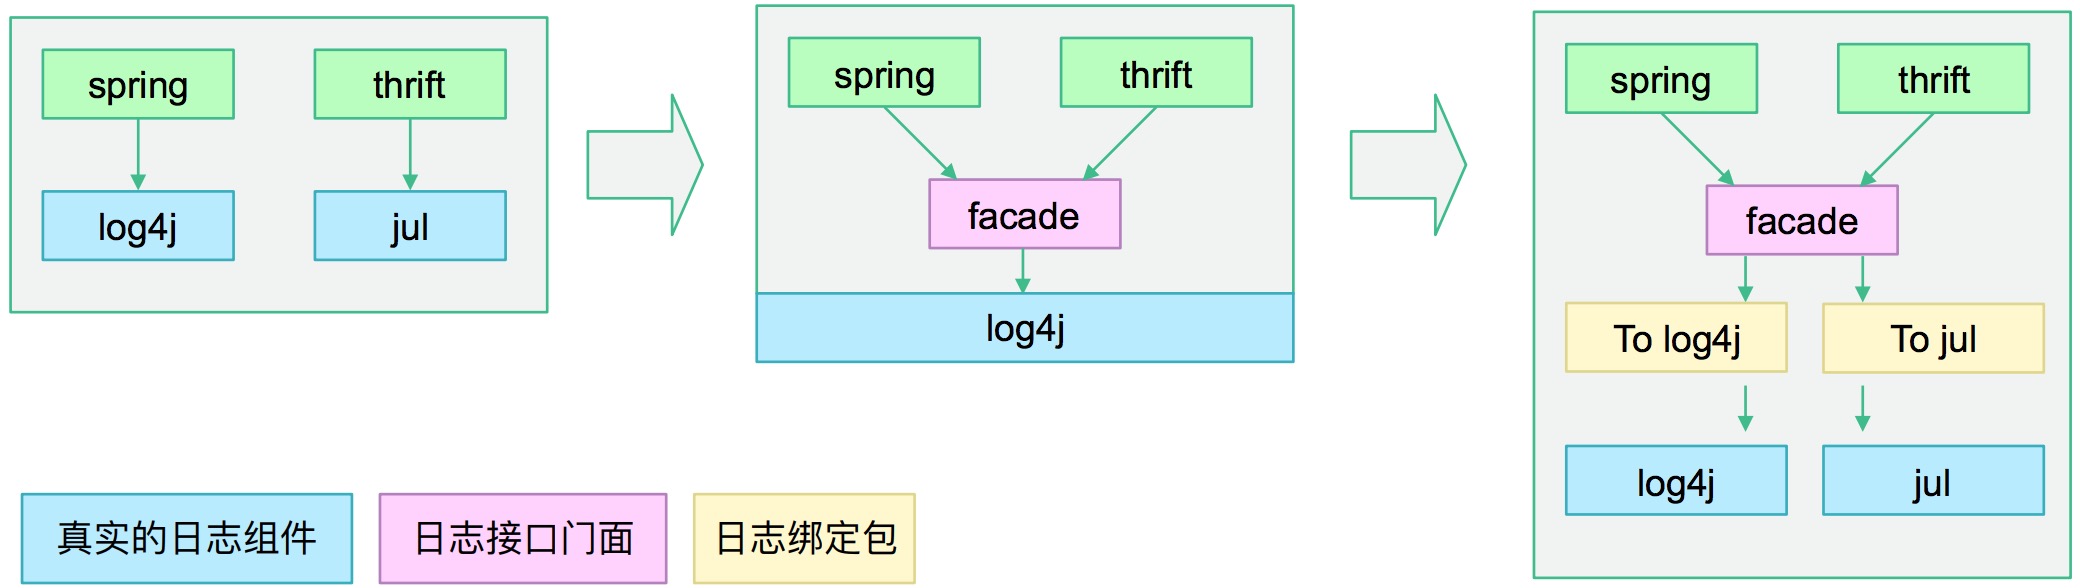 spring
thrift
log4j
jul
spring
thrift
facade
log4j
spring
thrift
facade
To log4j
To jul
log4j
jul
真实的日志组件
日志接口门面
日志绑定包